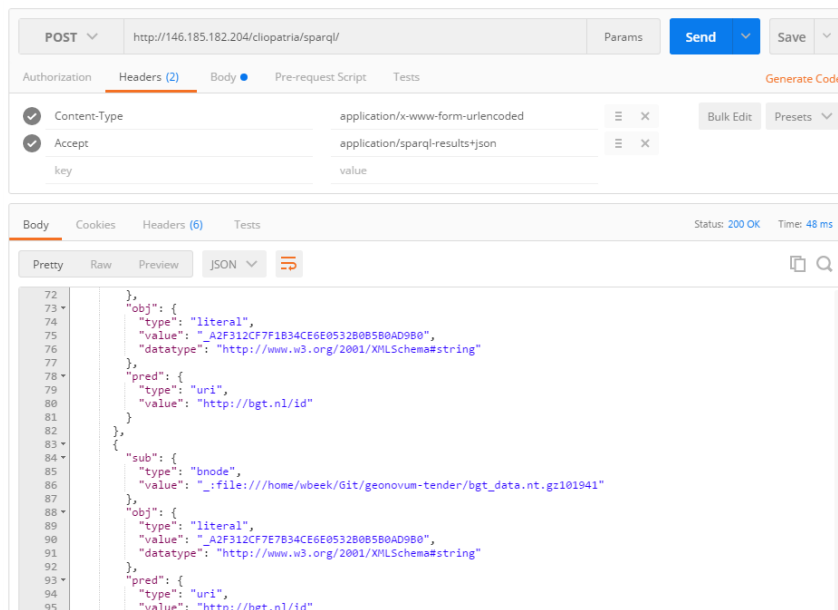 POST http://146.185.182.204/cliopatria/sparql/ Params Send Save
Authorization Headers (2) Body Pre-request Script Tests Generate Code
Content-Type application/x-www-form-urlencoded Bulk Edit Presets
Accept application/sparql-results+json
key value
Body Cookies Headers (6) Tests Status: 200 OK Time: 48 ms
Pretty Raw Preview JSON
72 },
73 "obj": {
74 "type": "literal",
75 "value": "_A2F312CF7F1B34CE6E0532B0B5B0AD9B0",
76 "datatype": "http://www.w3.org/2001/XMLSchema#string"
77 },
78 "pred": {
79 "type": "uri",
80 "value": "http://bgt.nl/id"
81 }
82 },
83 {
84 "sub": {
85 "type": "bnode",
86 "value": "_:file:///home/wbeek/Git/geonovum-tender/bgt_data.nt.gz101941"
87 },
88 "obj": {
89 "type": "literal",
90 "value": "_A2F312CF7E7B34CE6E0532B0B5B0AD9B0",
91 "datatype": "http://www.w3.org/2001/XMLSchema#string"
92 },
93 "pred": {
94 "type": "uri",
95 "value": "http://bgt.nl/id"